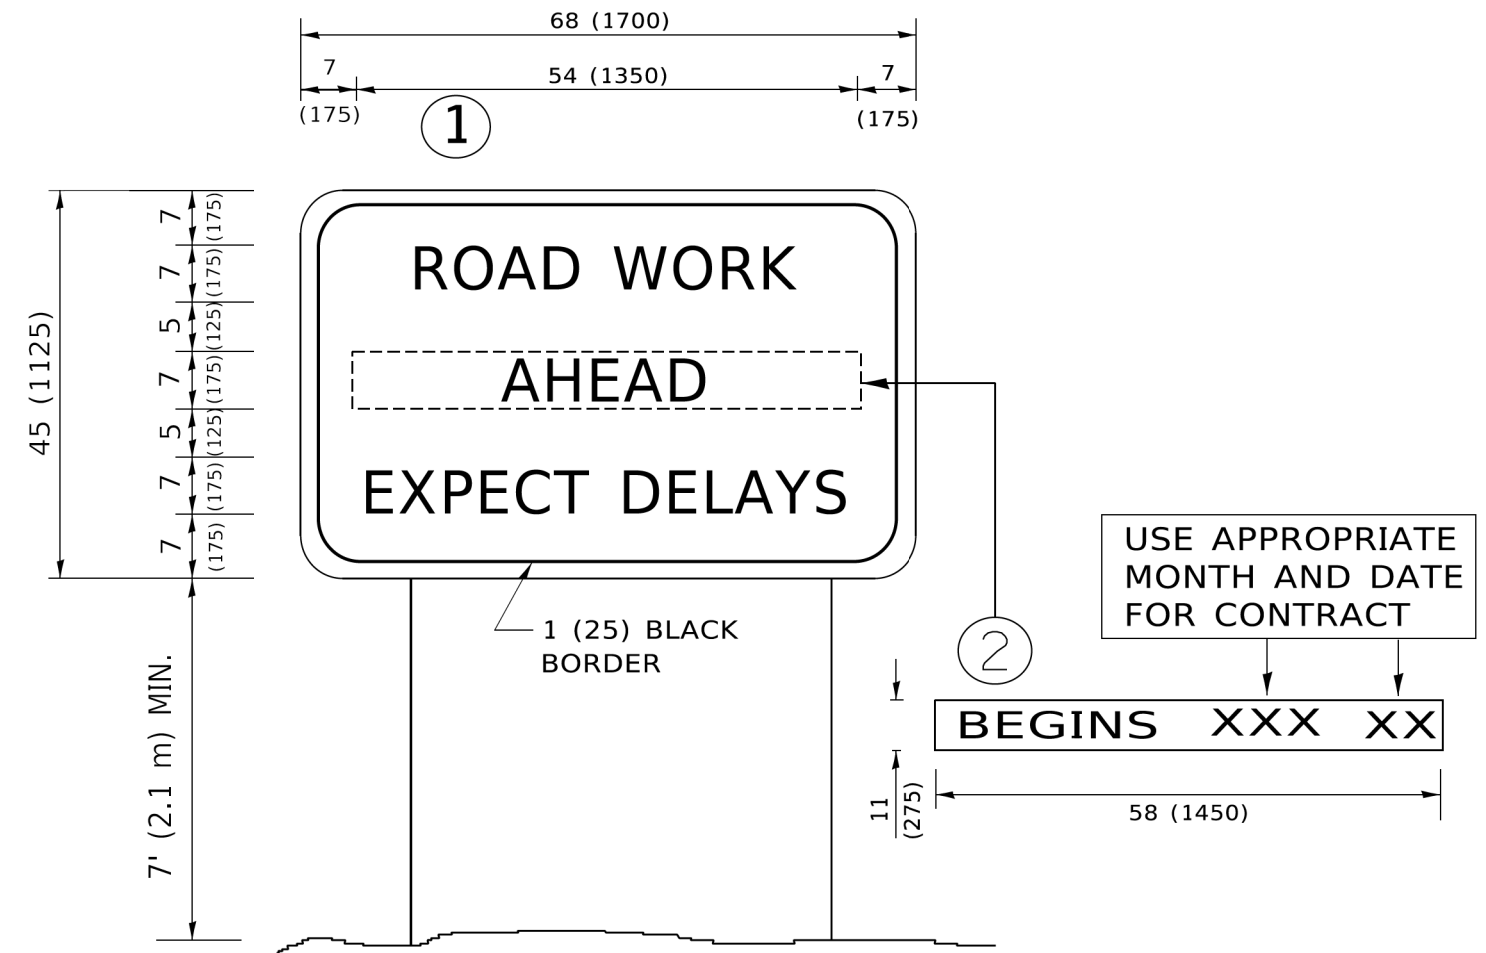 68 (1700)
7
54 (1350)
7
(175)
(175)
1
7
(175)
7
(175)
5
(125)
7
(175)
5
(125)
7
(175)
7
(175)
45 (1125)
ROAD WORK
AHEAD
EXPECT DELAYS
1 (25) BLACK
BORDER
7' (2.1 m) MIN.
2
USE APPROPRIATE
MONTH AND DATE
FOR CONTRACT
BEGINS XXX XX
11
(275)
58 (1450)